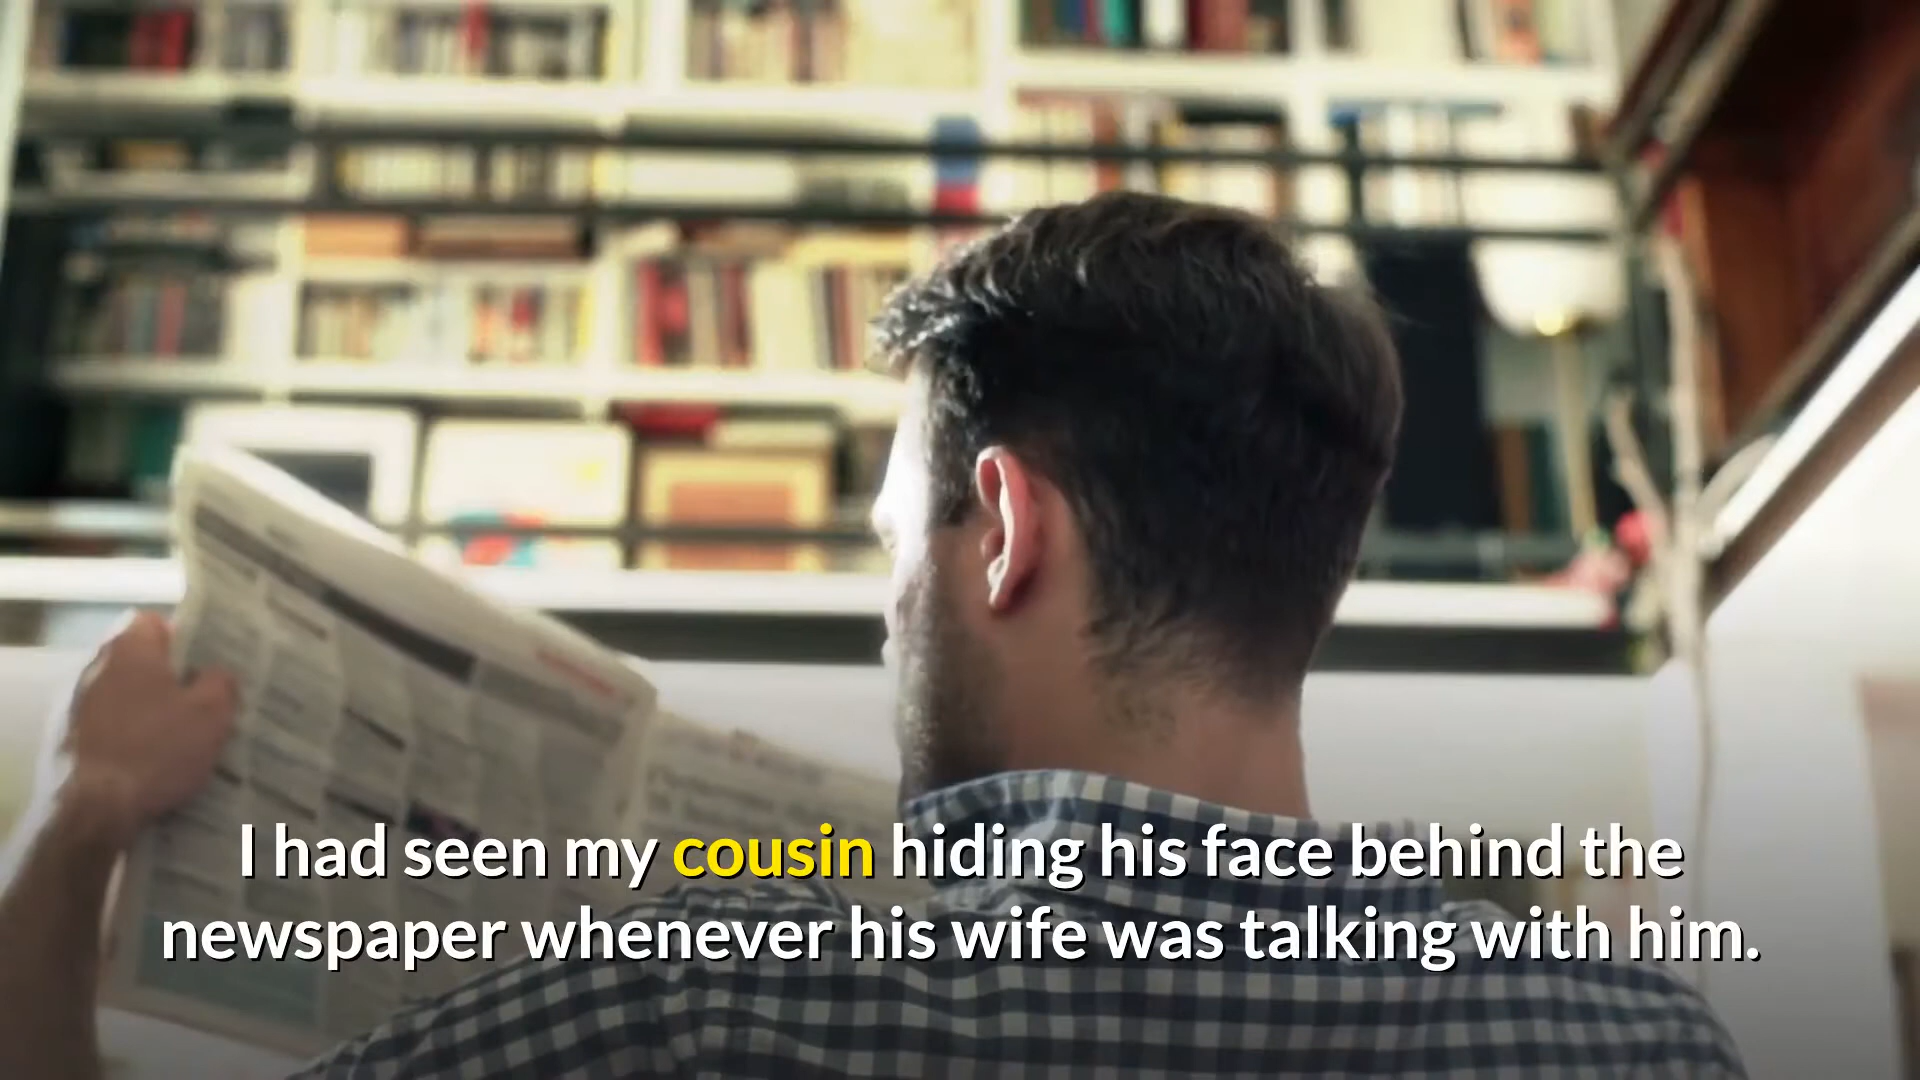 I had seen my cousin hiding his face behind the
newspaper whenever his wife was talking with him.